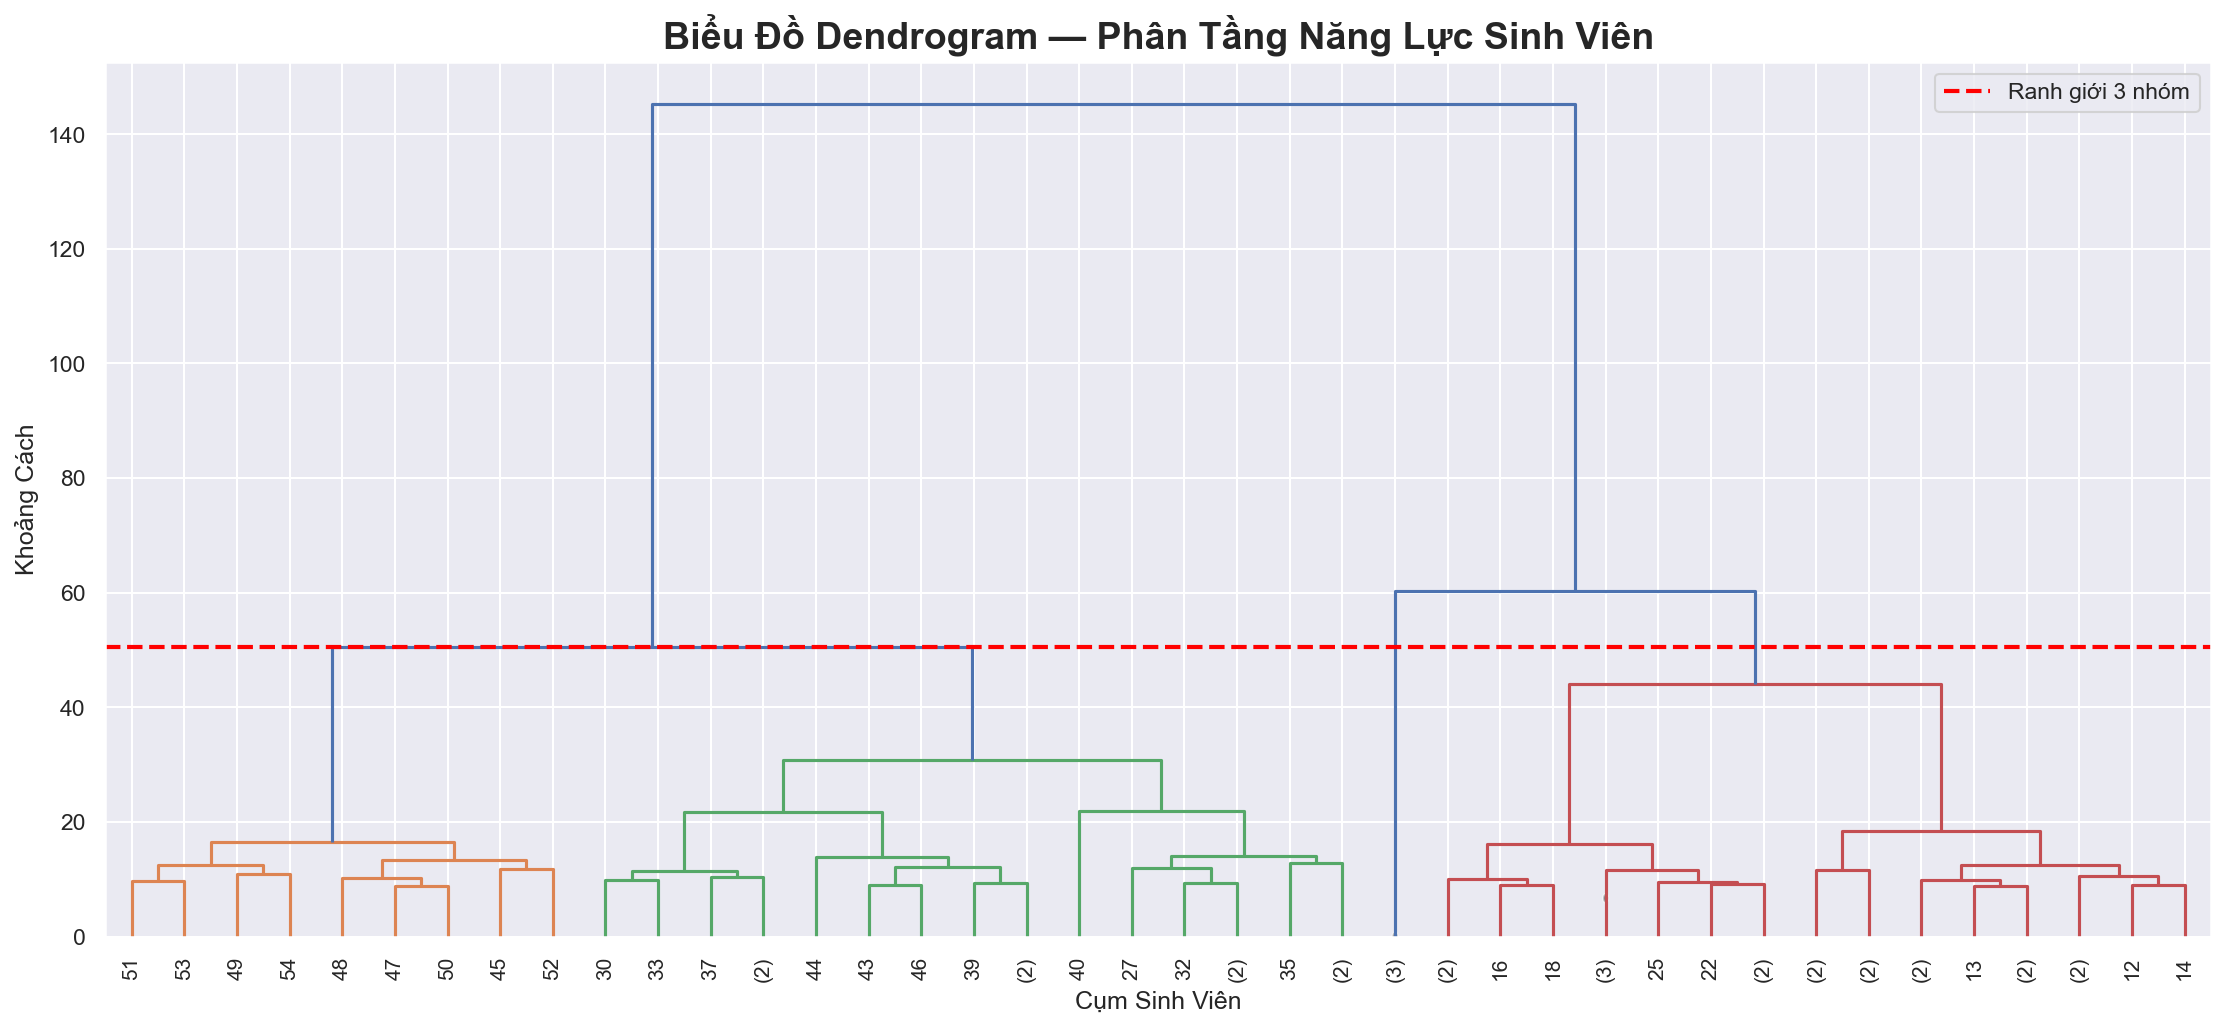 Biểu Đồ Dendrogram — Phân Tầng Năng Lực Sinh Viên
Ranh giới 3 nhóm
140
120
100
80
60
40
20
0
Khoảng Cách
51 53 49 54 48 47 50 45 52 30 33 37 (2) 44 43 46 39 (2) 40 27 32 (2) 35 (2) (3) (2) 16 18 (3) 25 22 (2) (2) (2) (2) 13 (2) (2) 12 14
Cụm Sinh Viên